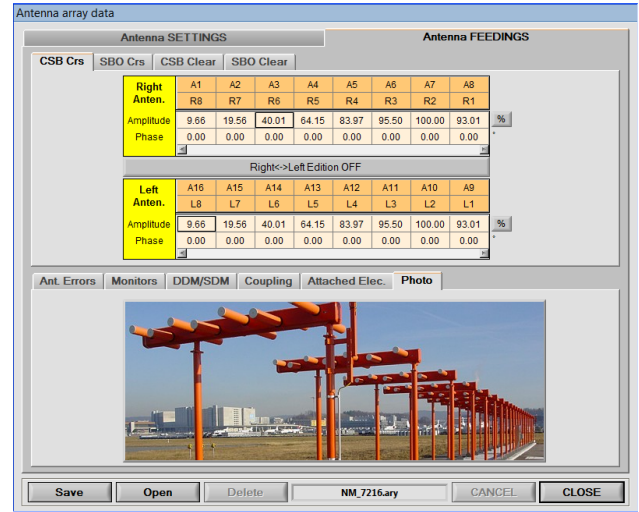 Antenna array data
Antenna SETTINGS Antenna FEEDINGS
CSB Crs SBO Crs CSB Clear SBO Clear
Right Anten. A1 A2 A3 A4 A5 A6 A7 A8
R8 R7 R6 R5 R4 R3 R2 R1
Amplitude 9.66 19.56 40.01 64.15 83.97 95.50 100.00 93.01 %
Phase 0.00 0.00 0.00 0.00 0.00 0.00 0.00 0.00 °
Right<->Left Edition OFF
Left Anten. A16 A15 A14 A13 A12 A11 A10 A9
L8 L7 L6 L5 L4 L3 L2 L1
Amplitude 9.66 19.56 40.01 64.15 83.97 95.50 100.00 93.01 %
Phase 0.00 0.00 0.00 0.00 0.00 0.00 0.00 0.00 °
Ant. Errors Monitors DDM/SDM Coupling Attached Elec. Photo
Save Open Delete NM_7216.ary CANCEL CLOSE